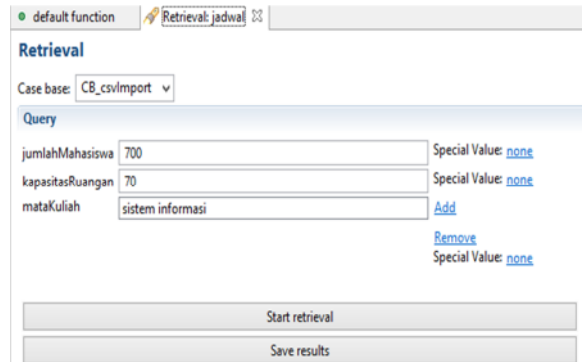 default function Retrieval: jadwal
Retrieval
Case base: CB_csvImport
Query
jumlahMahasiswa 700 Special Value: none
kapasitasRuangan 70 Special Value: none
mataKuliah sistem informasi Add
Remove
Special Value: none
Start retrieval
Save results